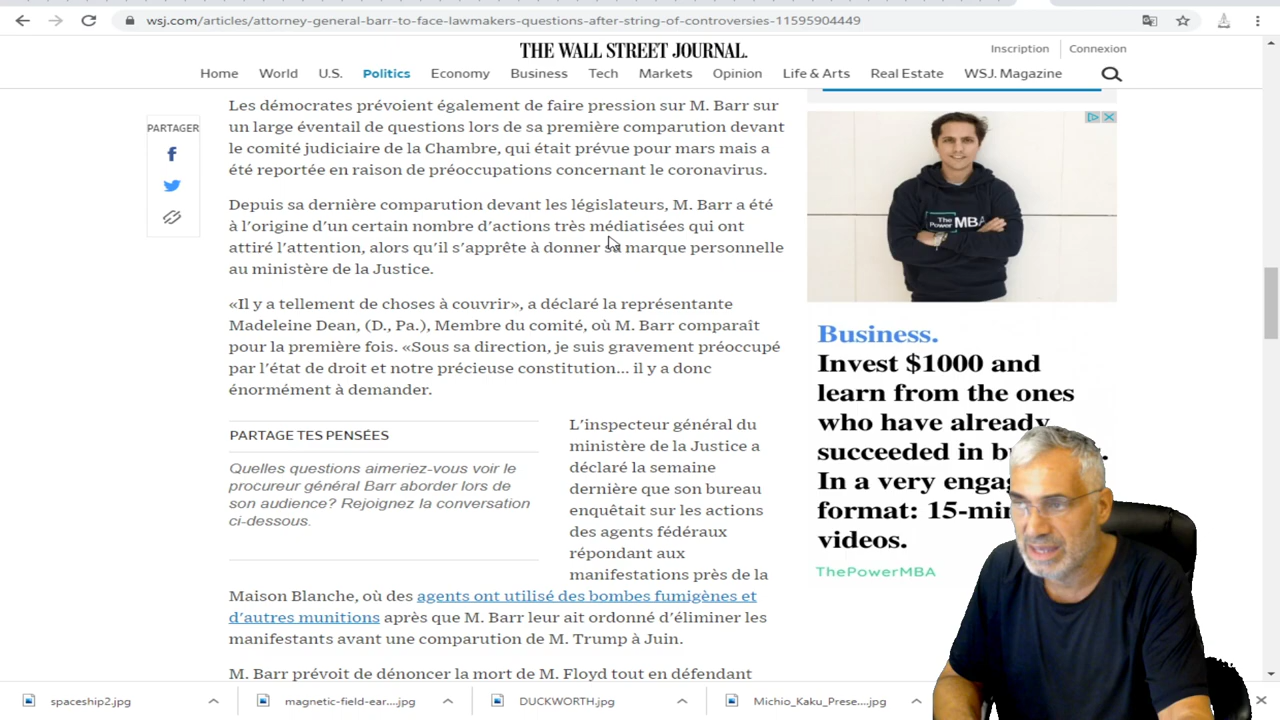 wsj.com/articles/attorney-general-barr-to-face-lawmakers-questions-after-string-of-controversies-11595904449
THE WALL STREET JOURNAL.
Inscription Connexion
Home World U.S. Politics Economy Business Tech Markets Opinion Life & Arts Real Estate WSJ. Magazine
PARTAGER
Les démocrates prévoient également de faire pression sur M. Barr sur
un large éventail de questions lors de sa première comparution devant
le comité judiciaire de la Chambre, qui était prévue pour mars mais a
été reportée en raison de préoccupations concernant le coronavirus.
Depuis sa dernière comparution devant les législateurs, M. Barr a été
à l'origine d'un certain nombre d'actions très médiatisées qui ont
attiré l'attention, alors qu'il s'apprête à donner sa marque personnelle
au ministère de la Justice.
«Il y a tellement de choses à couvrir», a déclaré la représentante
Madeleine Dean, (D., Pa.), Membre du comité, où M. Barr comparaît
pour la première fois. «Sous sa direction, je suis gravement préoccupé
par l'état de droit et notre précieuse constitution... il y a donc
énormément à demander.
PARTAGE TES PENSÉES
Quelles questions aimeriez-vous voir le
procureur général Barr aborder lors de
son audience? Rejoignez la conversation
ci-dessous.
L'inspecteur général du
ministère de la Justice a
déclaré la semaine
dernière que son bureau
enquêtait sur les actions
des agents fédéraux
répondant aux
manifestations près de la
Maison Blanche, où des agents ont utilisé des bombes fumigènes et
d'autres munitions après que M. Barr leur ait ordonné d'éliminer les
manifestants avant une comparution de M. Trump à Juin.
M. Barr prévoit de dénoncer la mort de M. Floyd tout en défendant
The
Power
MBA
Business.
Invest $1000 and
learn from the ones
who have already
succeeded in
In a very
format:
videos.
ThePowerMBA
spaceship2.jpg
magnetic-field-ear....jpg
DUCKWORTH.jpg
Michio_Kaku_Prese....jpg